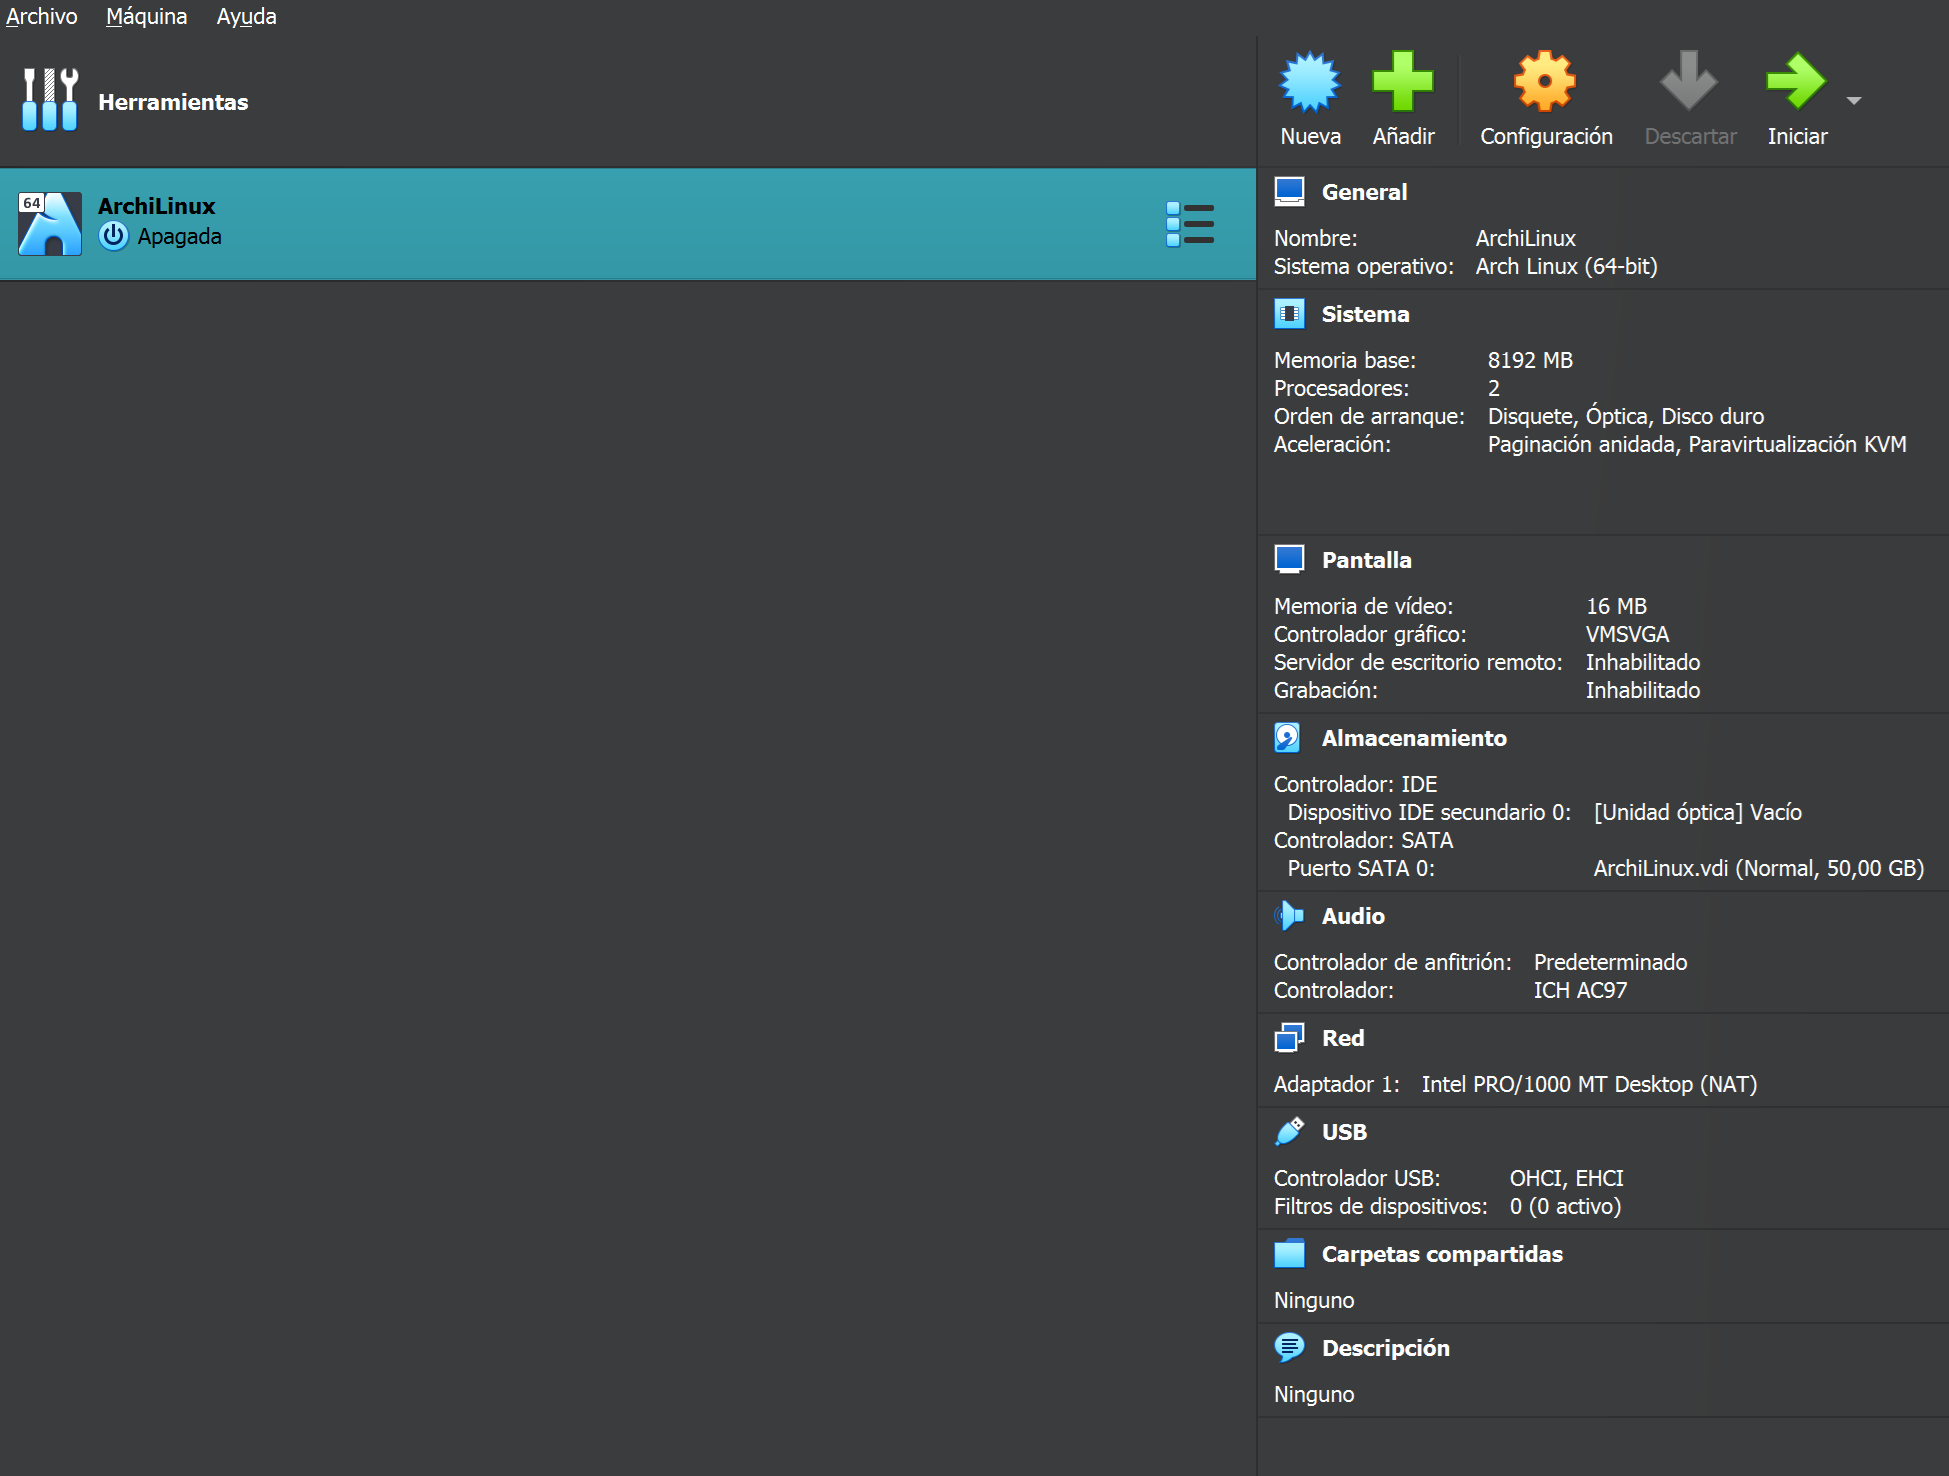 Archivo Máquina Ayuda
Herramientas
Nueva Añadir Configuración Descartar Iniciar
64
ArchiLinux
Apagada
General
Nombre: ArchiLinux
Sistema operativo: Arch Linux (64-bit)
Sistema
Memoria base: 8192 MB
Procesadores: 2
Orden de arranque: Disquete, Óptica, Disco duro
Aceleración: Paginación anidada, Paravirtualización KVM
Pantalla
Memoria de vídeo: 16 MB
Controlador gráfico: VMSVGA
Servidor de escritorio remoto: Inhabilitado
Grabación: Inhabilitado
Almacenamiento
Controlador: IDE
Dispositivo IDE secundario 0: [Unidad óptica] Vacío
Controlador: SATA
Puerto SATA 0: ArchiLinux.vdi (Normal, 50,00 GB)
Audio
Controlador de anfitrión: Predeterminado
Controlador: ICH AC97
Red
Adaptador 1: Intel PRO/1000 MT Desktop (NAT)
USB
Controlador USB: OHCI, EHCI
Filtros de dispositivos: 0 (0 activo)
Carpetas compartidas
Ninguno
Descripción
Ninguno